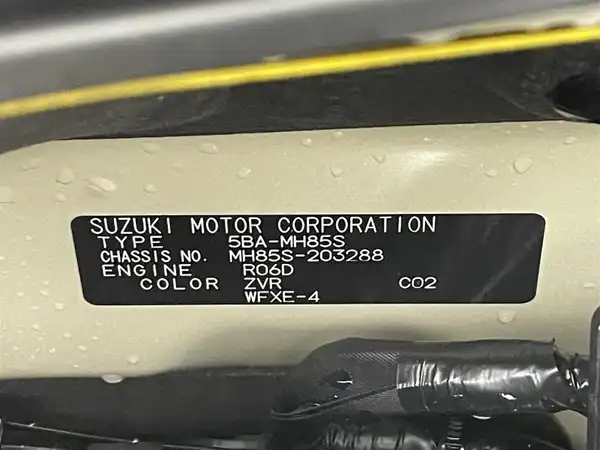 SUZUKI MOTOR CORPORATION
TYPE 5BA-MH85S
CHASSIS NO. MH85S-203288
ENGINE R06D
COLOR ZVR C02
WFXE-4